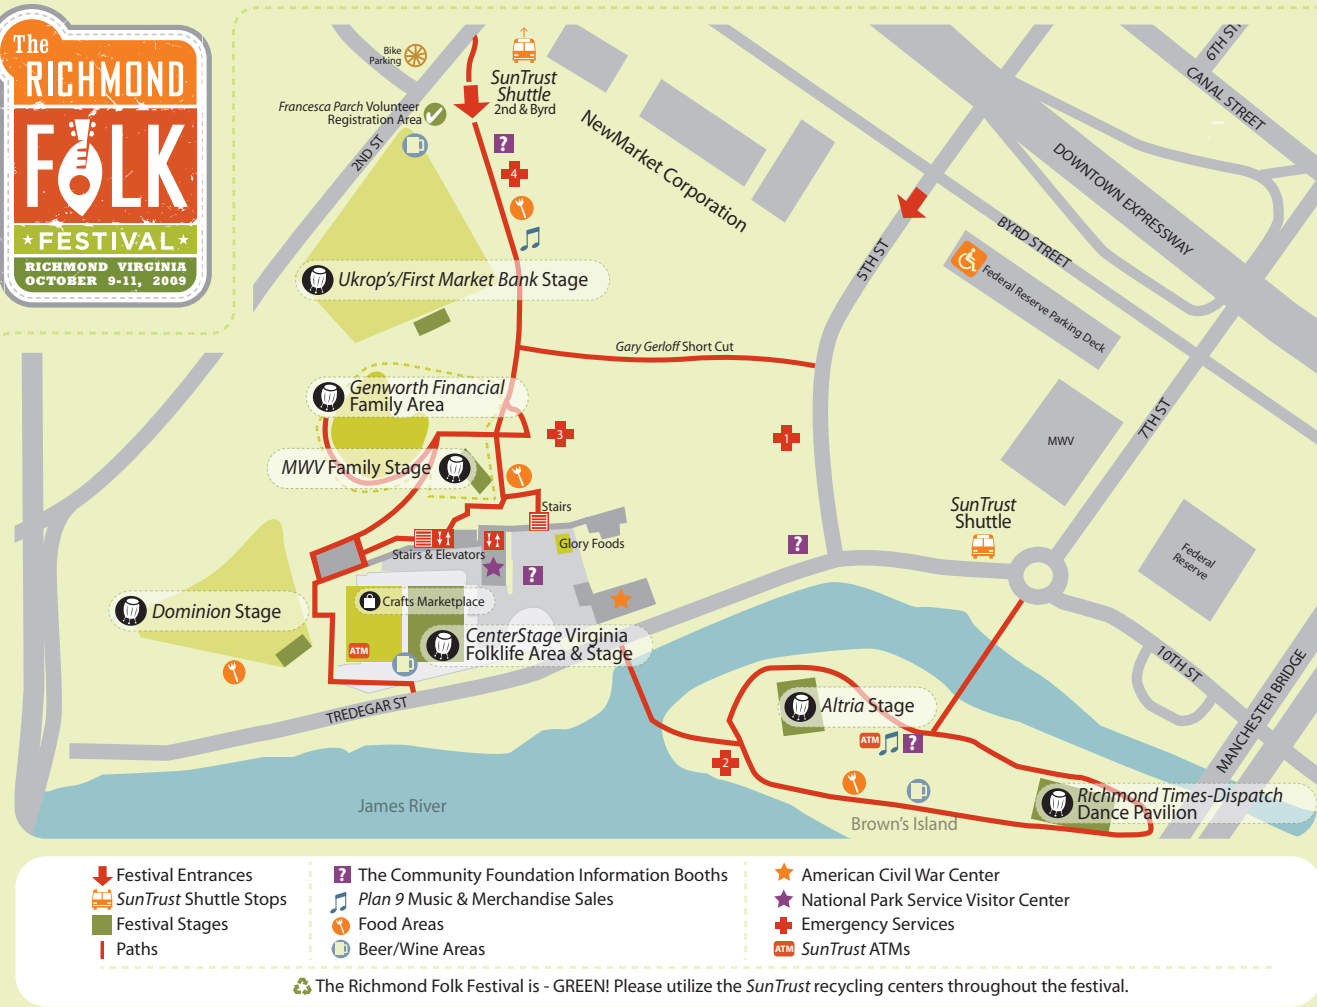 The
RICHMOND
FOLK
FESTIVAL
RICHMOND VIRGINIA
OCTOBER 9-11, 2009
Bike
Parking
SunTrust
Shuttle
2nd & Byrd
Francesca Parch Volunteer
Registration Area
2ND ST
?
4
NewMarket Corporation
6TH ST
CANAL STREET
DOWNTOWN EXPRESSWAY
BYRD STREET
5TH ST
Federal Reserve Parking Deck
Ukrop's/First Market Bank Stage
Gary Gerloff Short Cut
Genworth Financial
Family Area
3
1
MWV
7TH ST
MWV Family Stage
Stairs
SunTrust
Shuttle
Glory Foods
Stairs & Elevators
?
?
Federal
Reserve
Crafts Marketplace
Dominion Stage
CenterStage Virginia
Folklife Area & Stage
ATM
TREDEGAR ST
10TH ST
MANCHESTER BRIDGE
Altria Stage
ATM
?
2
James River
Brown's Island
Richmond Times-Dispatch
Dance Pavilion
Festival Entrances
SunTrust Shuttle Stops
Festival Stages
Paths
? The Community Foundation Information Booths
Plan 9 Music & Merchandise Sales
Food Areas
Beer/Wine Areas
American Civil War Center
National Park Service Visitor Center
Emergency Services
ATM SunTrust ATMs
The Richmond Folk Festival is - GREEN! Please utilize the SunTrust recycling centers throughout the festival.